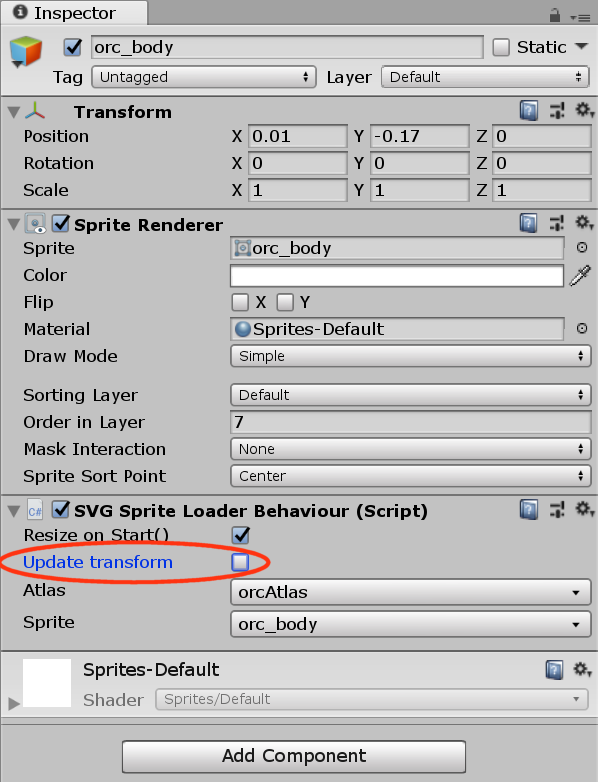 Inspector
orc_body Static
Tag Untagged Layer Default
Transform
Position X 0.01 Y -0.17 Z 0
Rotation X 0 Y 0 Z 0
Scale X 1 Y 1 Z 1
Sprite Renderer
Sprite orc_body
Color
Flip X Y
Material Sprites-Default
Draw Mode Simple
Sorting Layer Default
Order in Layer 7
Mask Interaction None
Sprite Sort Point Center
C# SVG Sprite Loader Behaviour (Script)
Resize on Start()
Update transform
Atlas orcAtlas
Sprite orc_body
Sprites-Default
Shader Sprites/Default
Add Component